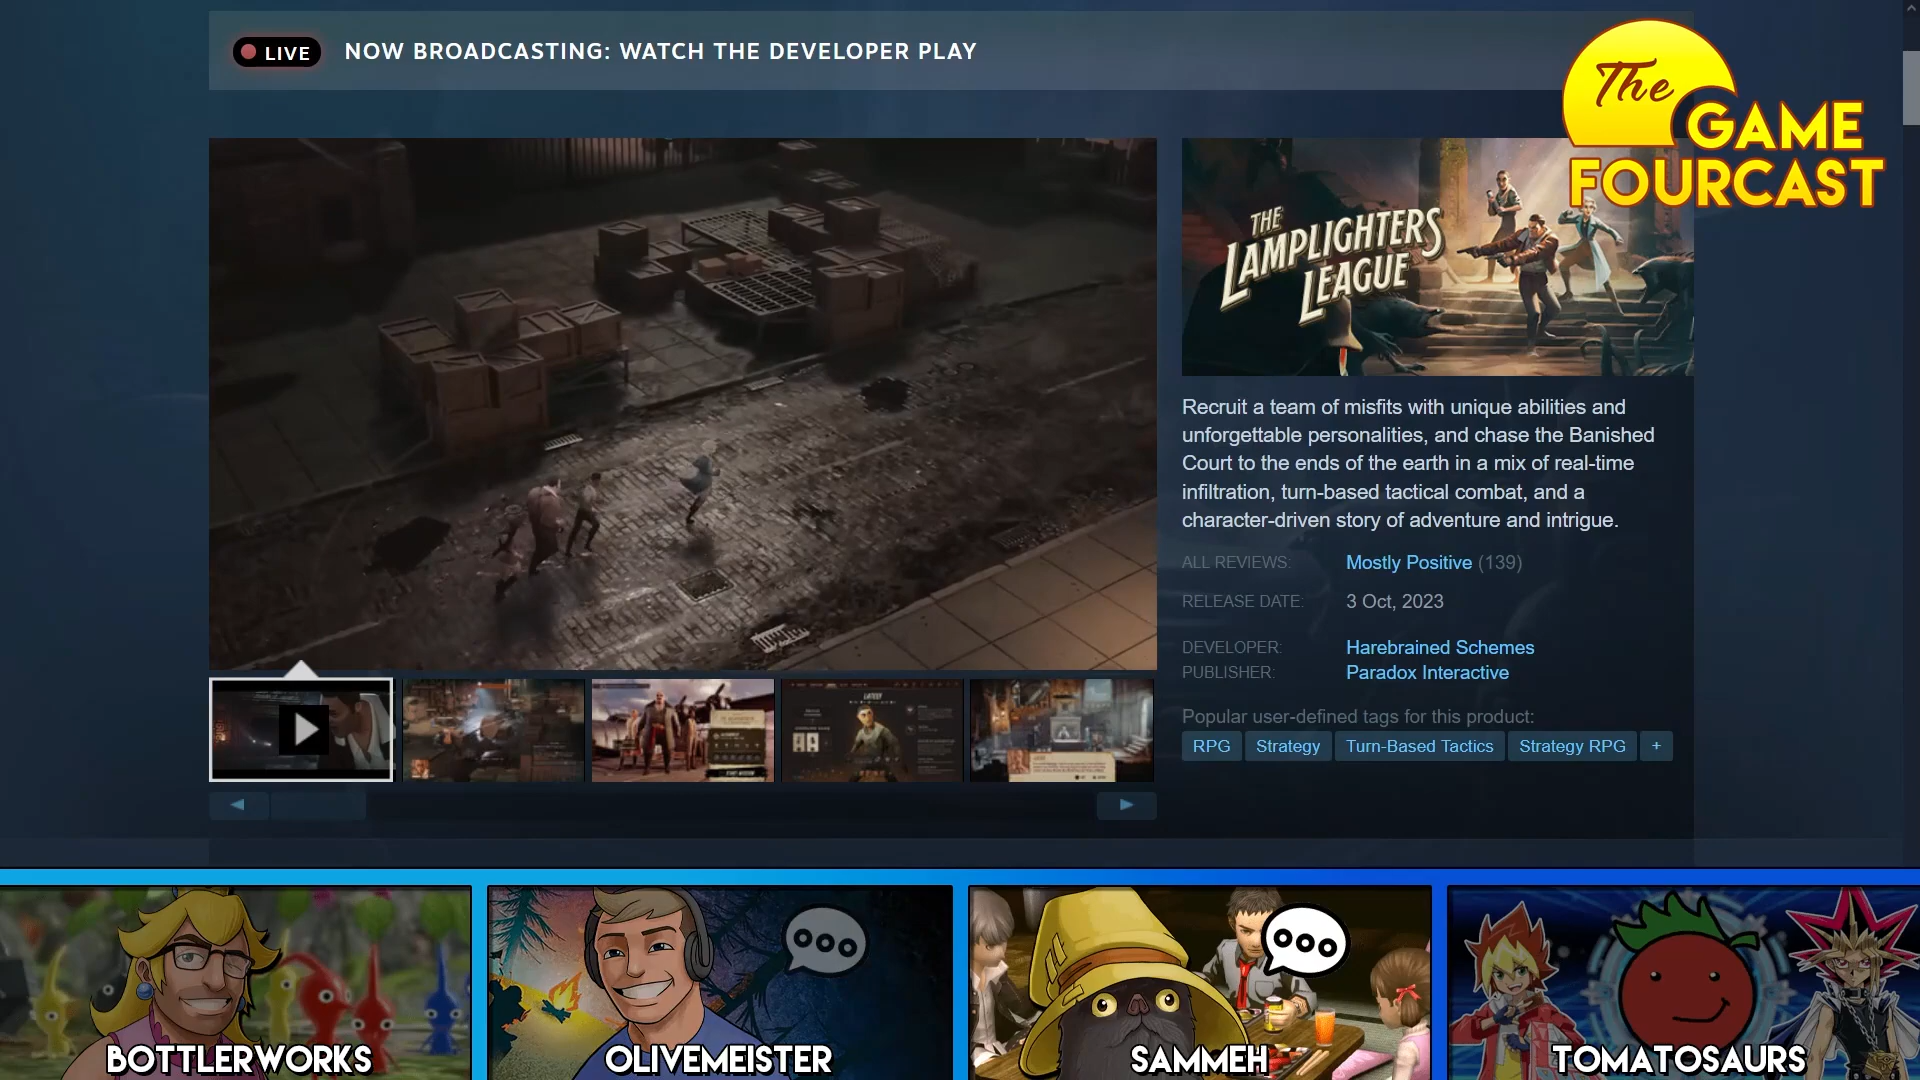 LIVE
NOW BROADCASTING: WATCH THE DEVELOPER PLAY
The
GAME
FOURCAST
THE
LAMPLIGHTERS
LEAGUE
Recruit a team of misfits with unique abilities and
unforgettable personalities, and chase the Banished
Court to the ends of the earth in a mix of real-time
infiltration, turn-based tactical combat, and a
character-driven story of adventure and intrigue.
ALL REVIEWS: Mostly Positive (139)
RELEASE DATE: 3 Oct, 2023
DEVELOPER: Harebrained Schemes
PUBLISHER: Paradox Interactive
Popular user-defined tags for this product:
RPG Strategy Turn-Based Tactics Strategy RPG +
BOTTLERWORKS
OLIVEMEISTER
SAMMEH
TOMATOSAURS